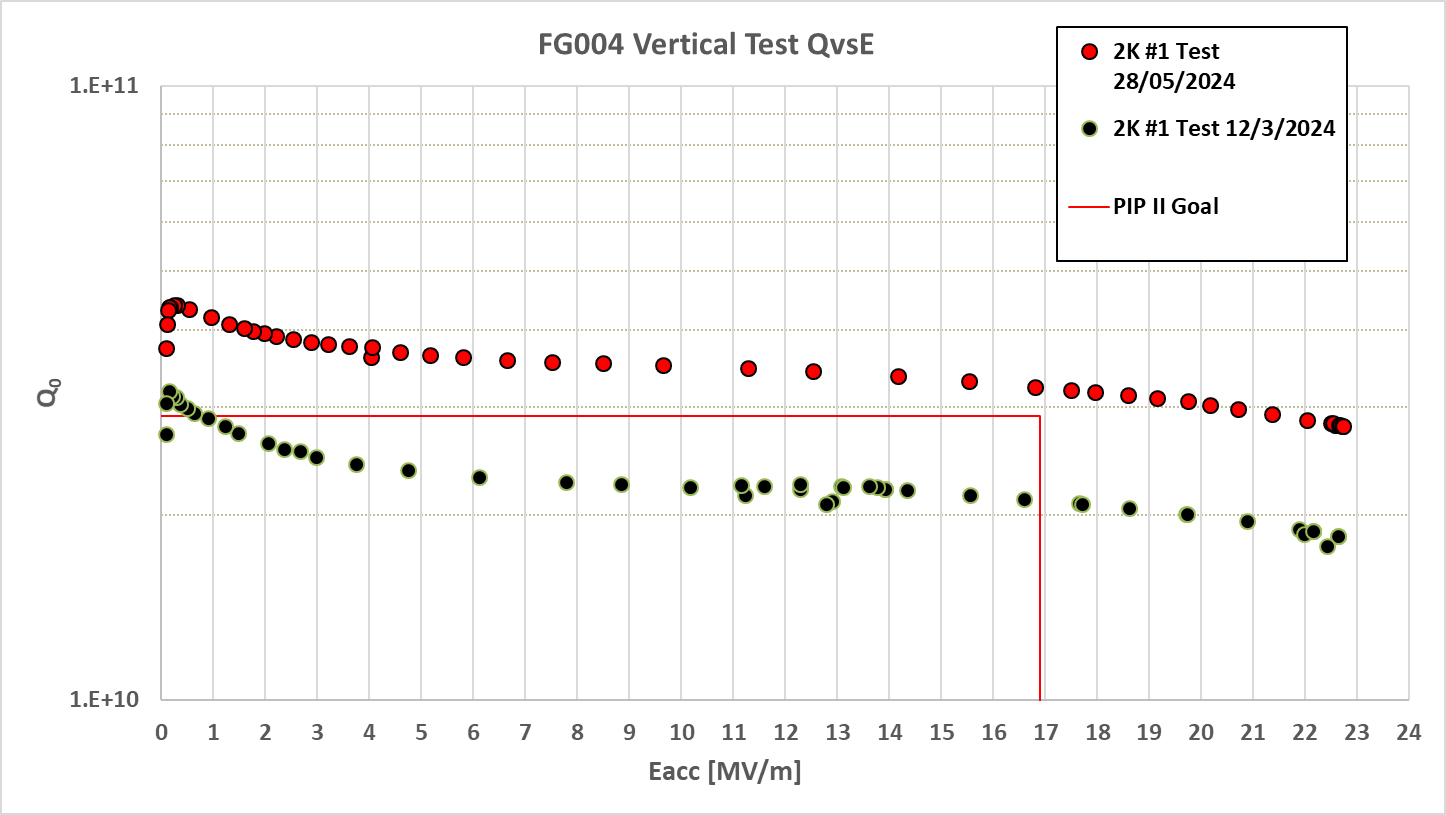 FG004 Vertical Test QvsE
2K #1 Test
28/05/2024
2K #1 Test 12/3/2024
PIP II Goal
1.E+11
1.E+10
Q₀
0 1 2 3 4 5 6 7 8 9 10 11 12 13 14 15 16 17 18 19 20 21 22 23 24
Eacc [MV/m]